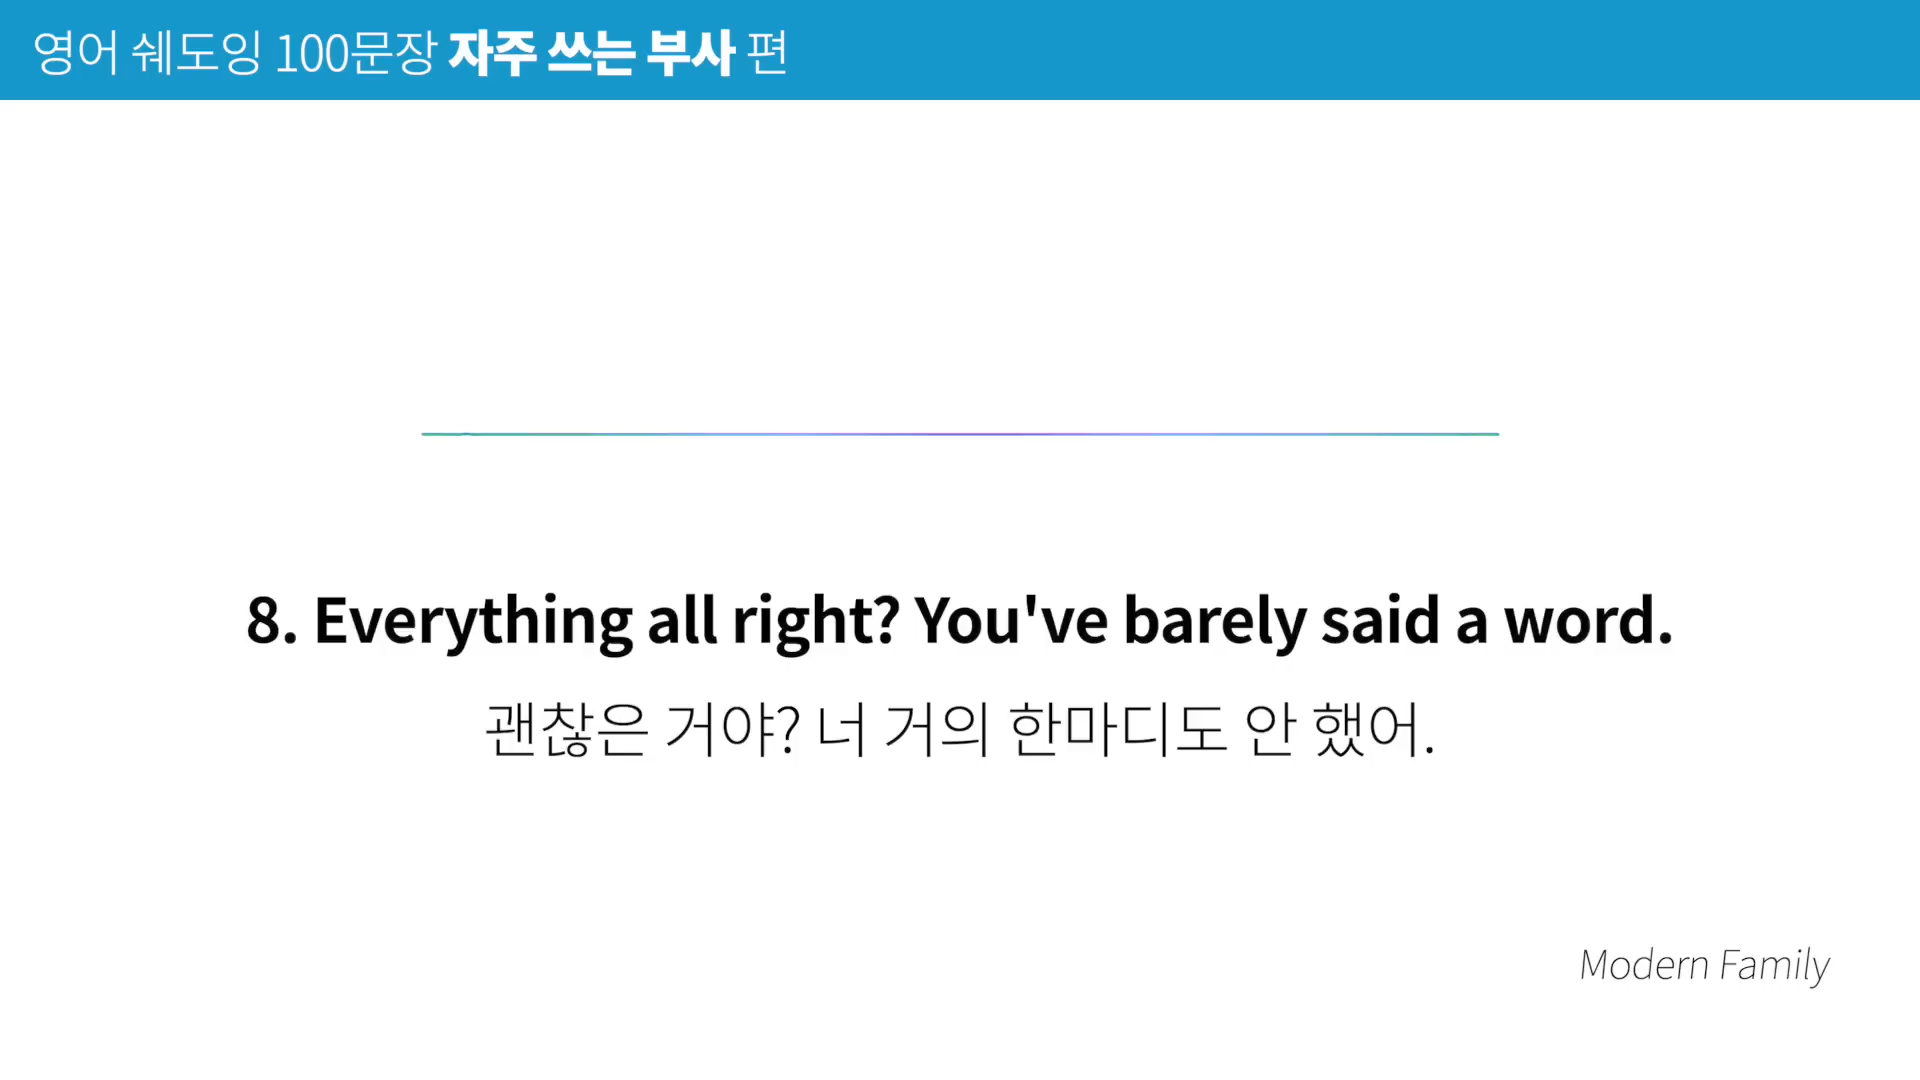 영어 쉐도잉 100문장 자주 쓰는 부사 편
8. Everything all right? You've barely said a word.
괜찮은 거야? 너 거의 한마디도 안 했어.
Modern Family